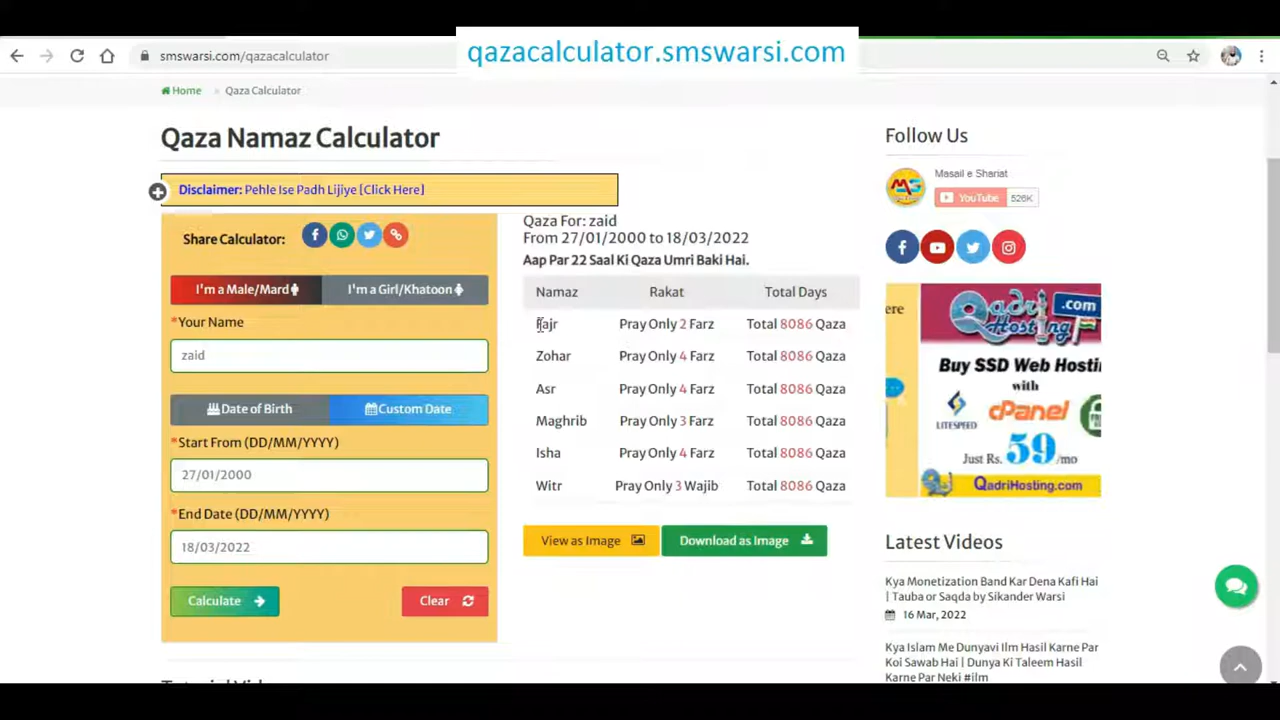 qazacalculator.smswarsi.com
smswarsi.com/qazacalculator
Home » Qaza Calculator
Qaza Namaz Calculator
Disclaimer: Pehle Ise Padh Lijiye [Click Here]
Share Calculator:
I'm a Male/Mard
I'm a Girl/Khatoon
*Your Name
zaid
Date of Birth
Custom Date
*Start From (DD/MM/YYYY)
27/01/2000
*End Date (DD/MM/YYYY)
18/03/2022
Calculate
Clear
Qaza For: zaid
From 27/01/2000 to 18/03/2022
Aap Par 22 Saal Ki Qaza Umri Baki Hai.
Namaz Rakat Total Days
Fajr Pray Only 2 Farz Total 8086 Qaza
Zohar Pray Only 4 Farz Total 8086 Qaza
Asr Pray Only 4 Farz Total 8086 Qaza
Maghrib Pray Only 3 Farz Total 8086 Qaza
Isha Pray Only 4 Farz Total 8086 Qaza
Witr Pray Only 3 Wajib Total 8086 Qaza
View as Image
Download as Image
Follow Us
Masail e Shariat
YouTube 526K
ere
Qadri Hosting .com
Buy SSD Web Hosti
with
LITESPEED
cPanel
Just Rs. 59/mo
QadriHosting.com
Latest Videos
Kya Monetization Band Kar Dena Kafi Hai
| Tauba or Saqda by Sikander Warsi
16 Mar, 2022
Kya Islam Me Dunyavi Ilm Hasil Karne Par
Koi Sawab Hai | Dunya Ki Taleem Hasil
Karne Par Neki #ilm